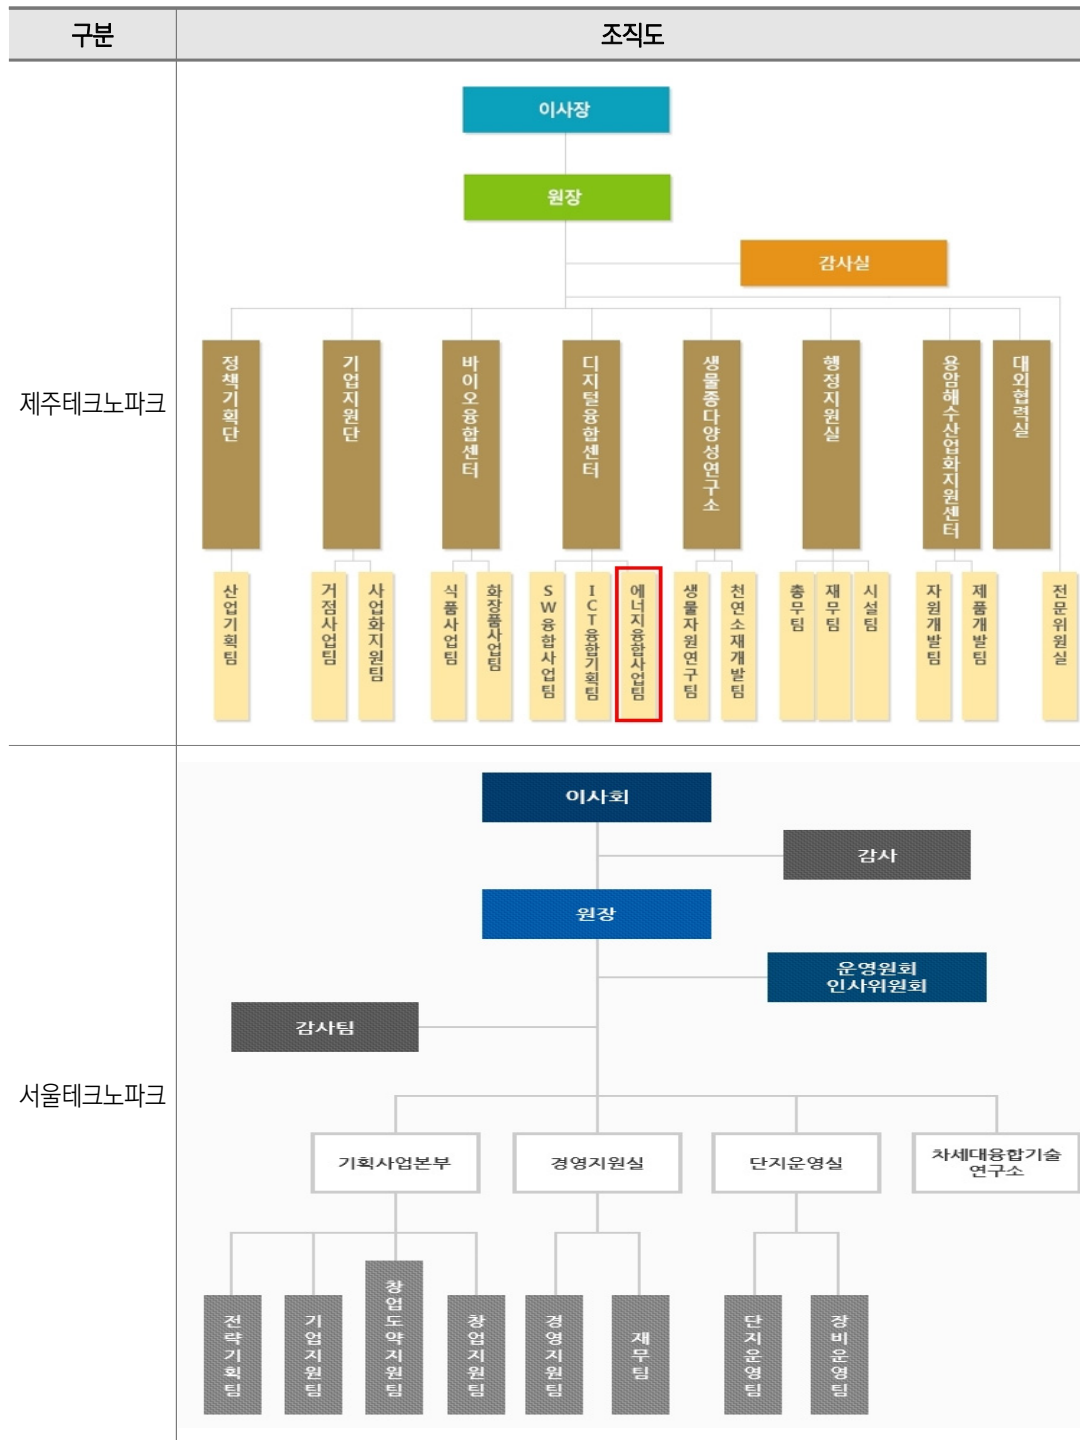 구분
조직도
제주테크노파크
이사장
원장
감사실
정책기획단
기업지원단
바이오융합센터
디지털융합센터
생물종다양성연구소
행정지원실
용암해수산업화지원센터
대외협력실
산업기획팀
거점사업팀
사업화지원팀
식품사업팀
화장품사업팀
SW융합사업팀
ICT융합기획팀
에너지융합사업팀
생물자원연구팀
천연소재개발팀
총무팀
재무팀
시설팀
자원개발팀
제품개발팀
전문위원실
서울테크노파크
이사회
감사
원장
운영원회
인사위원회
감사팀
기획사업본부
경영지원실
단지운영실
차세대융합기술
연구소
전략기획팀
기업지원팀
창업도약지원팀
창업지원팀
경영지원팀
재무팀
단지운영팀
장비운영팀